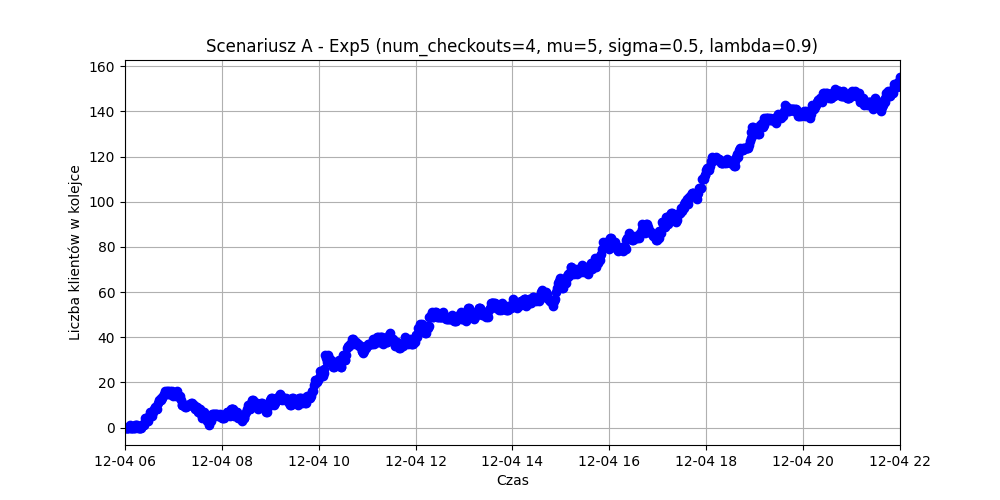 Scenariusz A - Exp5 (num_checkouts=4, mu=5, sigma=0.5, lambda=0.9)
160
140
120
100
80
60
40
20
0
Liczba klientów w kolejce
12-04 06 12-04 08 12-04 10 12-04 12 12-04 14 12-04 16 12-04 18 12-04 20 12-04 22
Czas